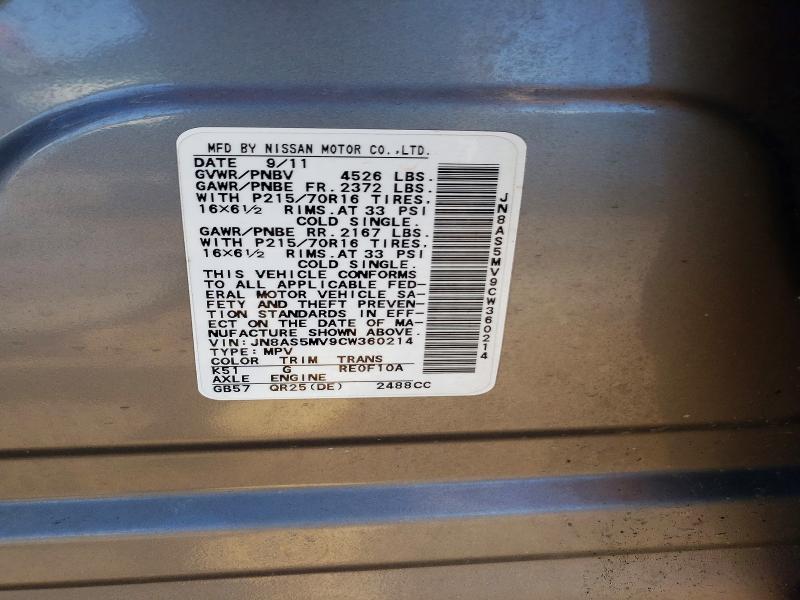 MFD BY NISSAN MOTOR CO.,LTD.
DATE 9/11
GVWR/PNBV 4526 LBS.
GAWR/PNBE FR. 2372 LBS.
WITH P215/70R16 TIRES,
16×6½ RIMS.AT 33 PSI
COLD SINGLE.
GAWR/PNBE RR. 2167 LBS.
WITH P215/70R16 TIRES,
16×6½ RIMS.AT 33 PSI
COLD SINGLE.
THIS VEHICLE CONFORMS
TO ALL APPLICABLE FED-
ERAL MOTOR VEHICLE SA-
FETY AND THEFT PREVEN-
TION STANDARDS IN EFF-
ECT ON THE DATE OF MA-
NUFACTURE SHOWN ABOVE.
VIN: JN8AS5MV9CW360214
TYPE: MPV
COLOR TRIM TRANS
K51 G RE0F10A
AXLE ENGINE
GB57 QR25(DE) 2488CC
JN8AS5MV9CW360214